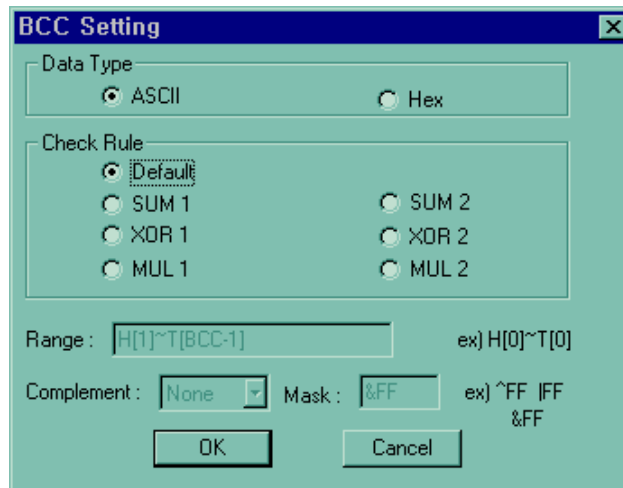 BCC Setting
Data Type
ASCII Hex
Check Rule
Default
SUM 1 SUM 2
XOR 1 XOR 2
MUL 1 MUL 2
Range : H[1]~T[BCC-1] ex) H[0]~T[0]
Complement : None Mask : &FF ex) ^FF |FF
&FF
OK Cancel